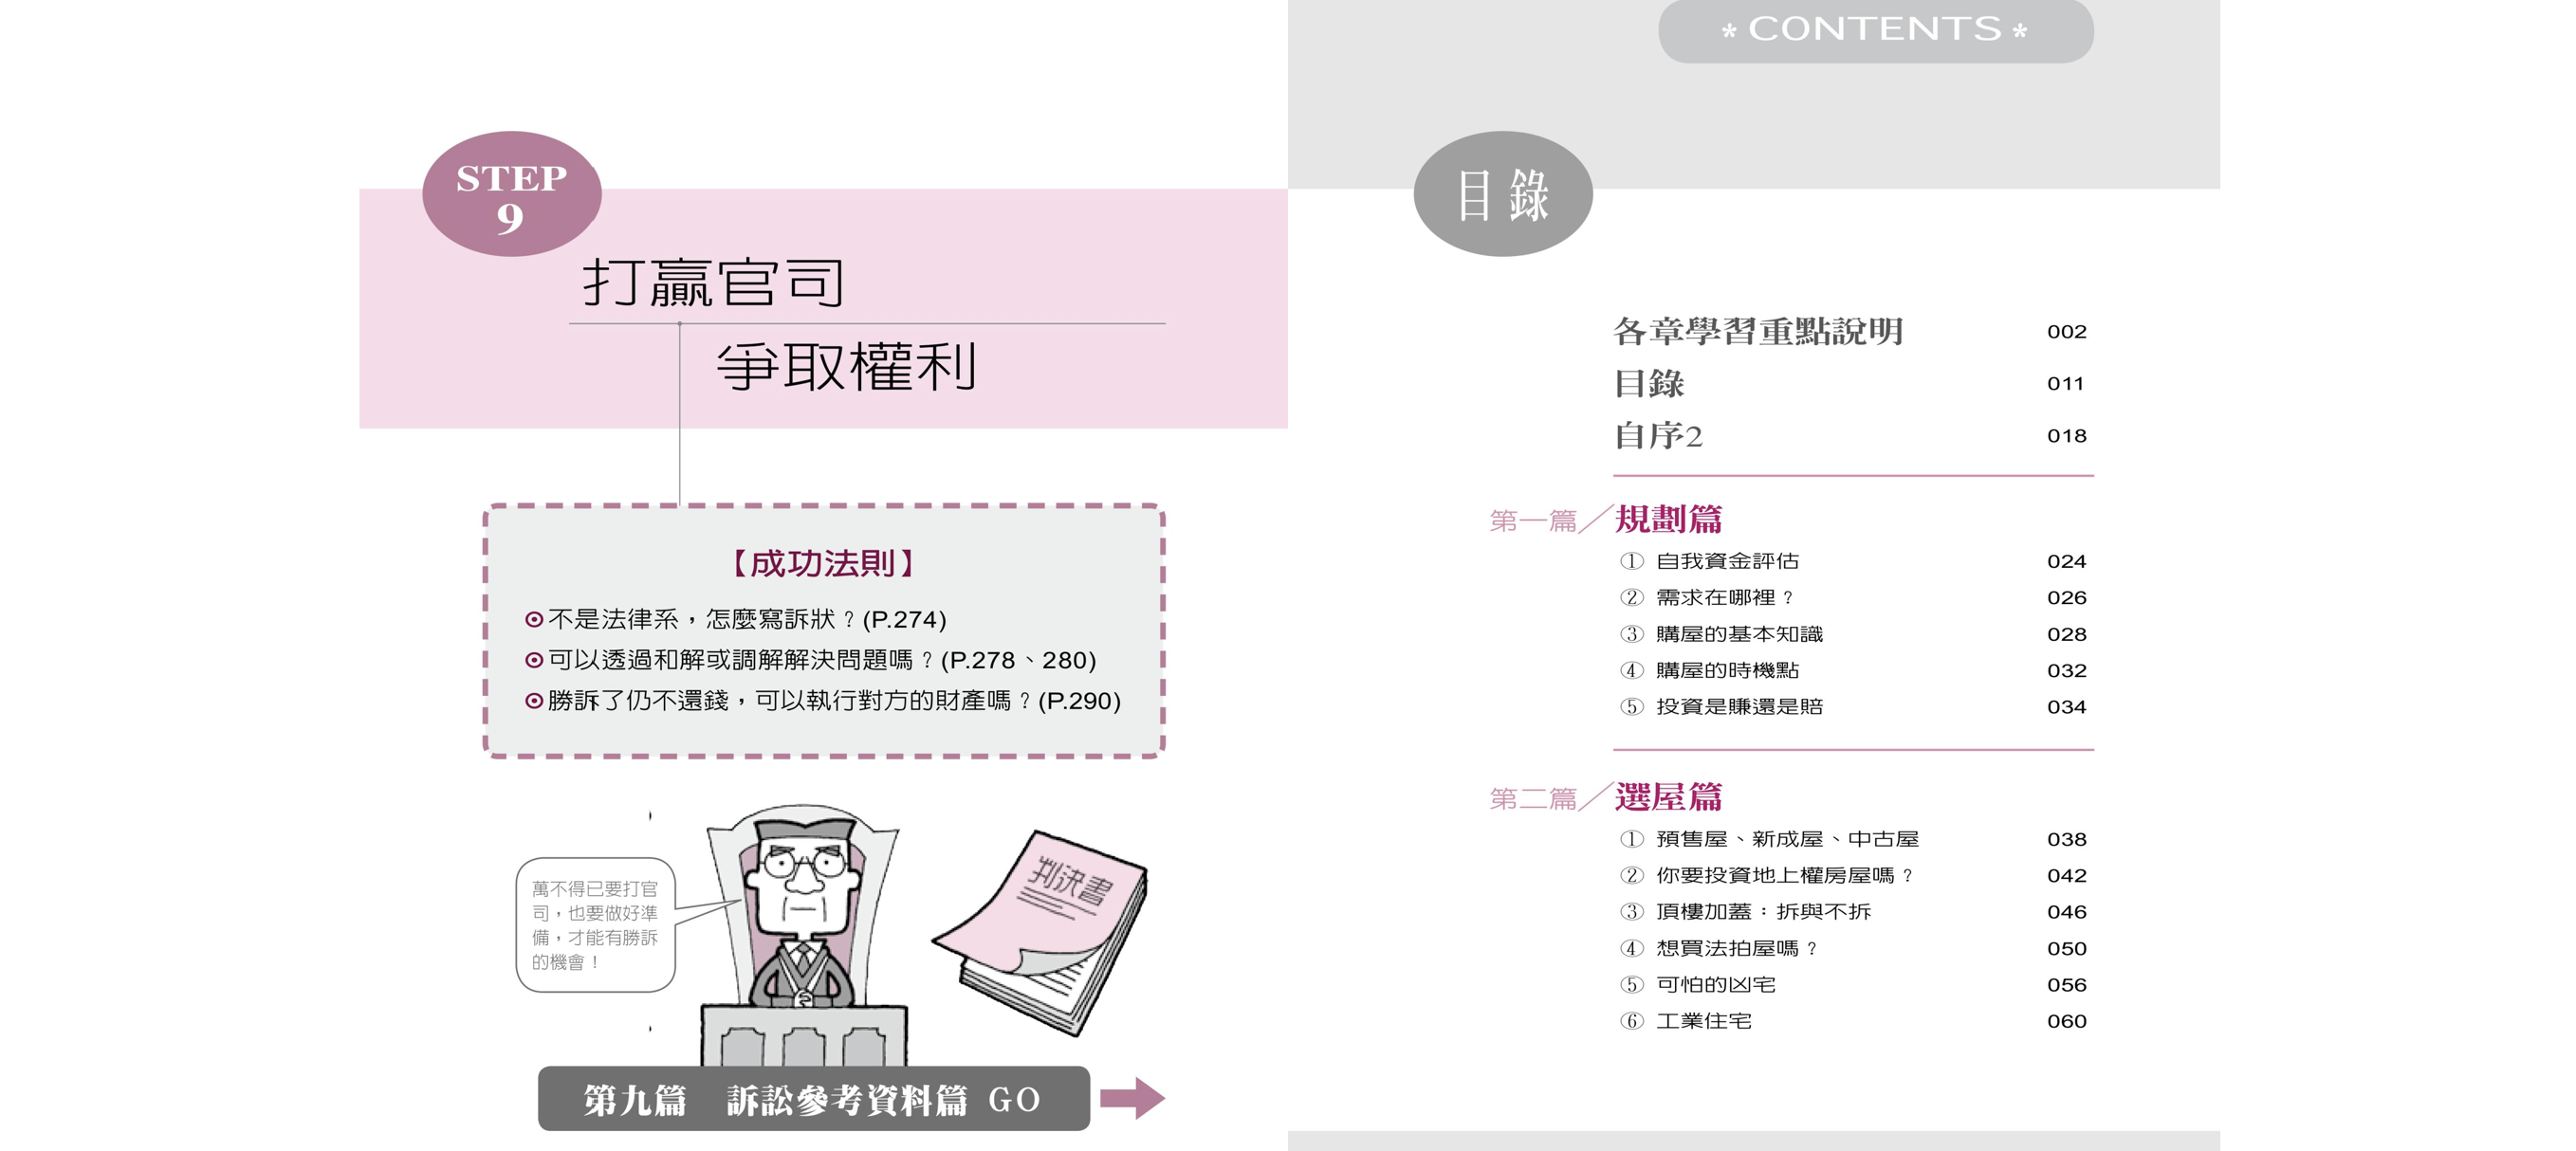 STEP
9
打贏官司
爭取權利
【成功法則】
⊙不是法律系，怎麼寫訴狀？(P.274)
⊙可以透過和解或調解解決問題嗎？(P.278、280)
⊙勝訴了仍不還錢，可以執行對方的財產嗎？(P.290)
萬不得已要打官
司，也要做好準
備，才能有勝訴
的機會！
判決書
第九篇 訴訟參考資料篇 GO
* CONTENTS *
目錄
各章學習重點說明 002
目錄 011
自序2 018
第一篇／規劃篇
① 自我資金評估 024
② 需求在哪裡？ 026
③ 購屋的基本知識 028
④ 購屋的時機點 032
⑤ 投資是賺還是賠 034
第二篇／選屋篇
① 預售屋、新成屋、中古屋 038
② 你要投資地上權房屋嗎？ 042
③ 頂樓加蓋：拆與不拆 046
④ 想買法拍屋嗎？ 050
⑤ 可怕的凶宅 056
⑥ 工業住宅 060